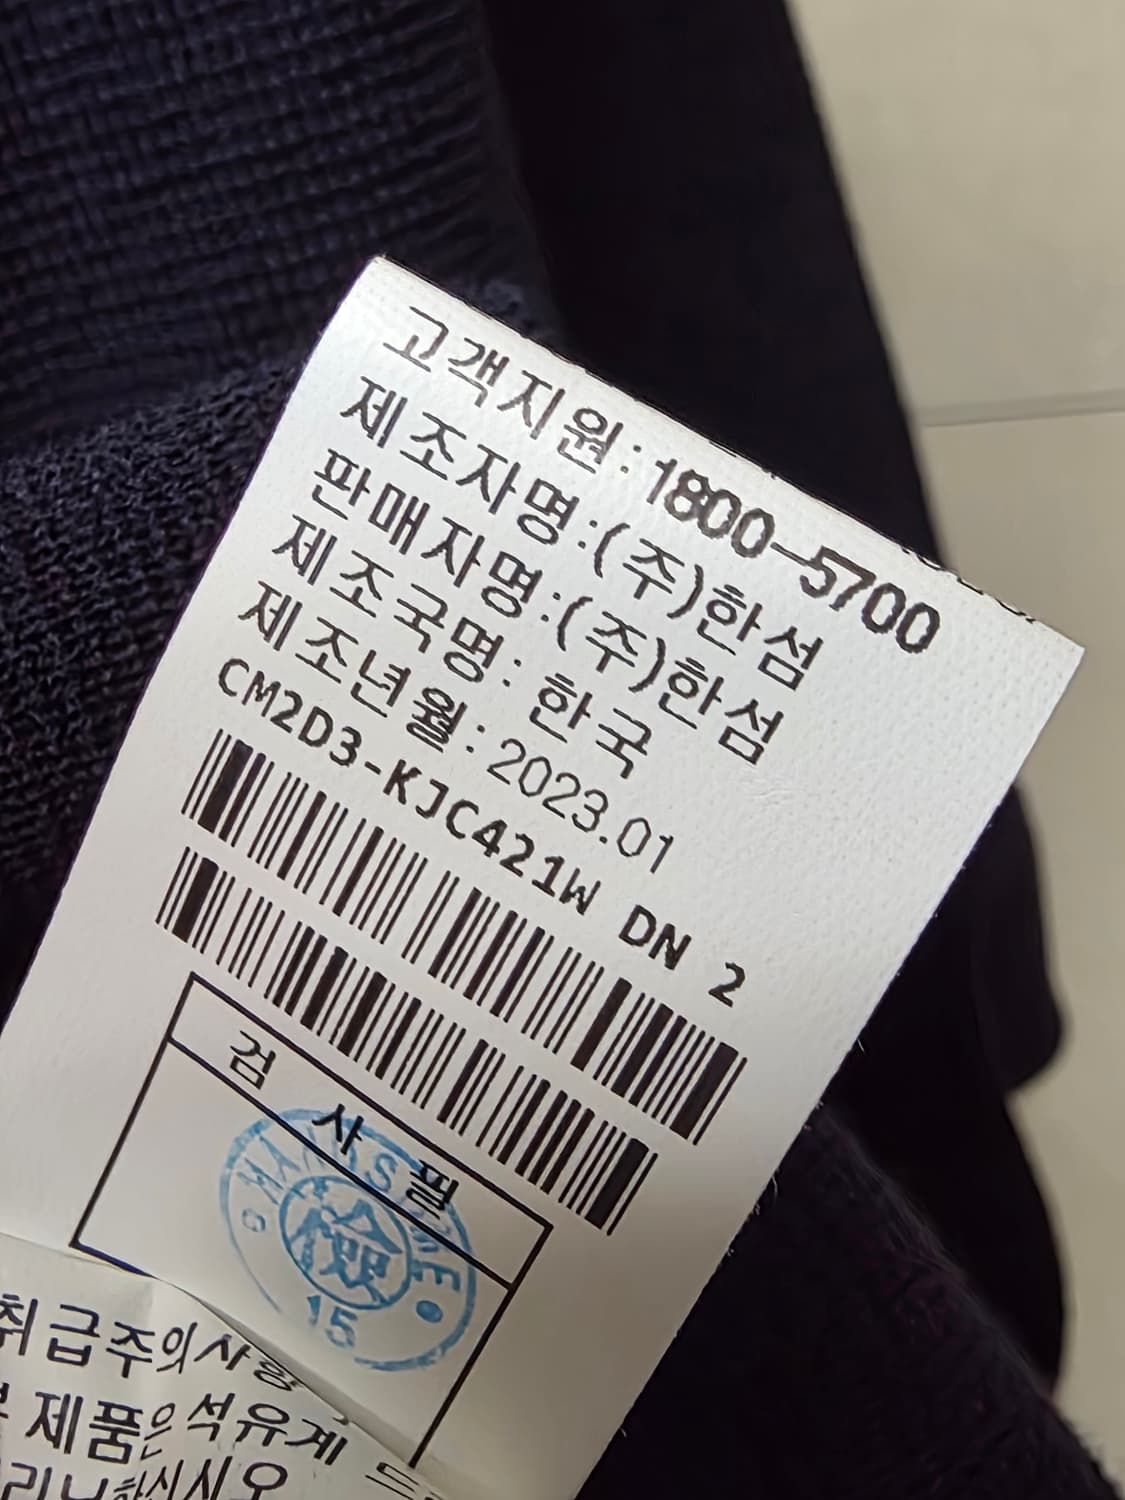 고객지원:1800-5700
제조자명:(주)한섬
판매자명:(주)한섬
제조국명: 한국
제조년월:2023.01
CM2D3-KJC421W DN 2
검 사 필
檢
15
취급주의사항
제품은 석유계